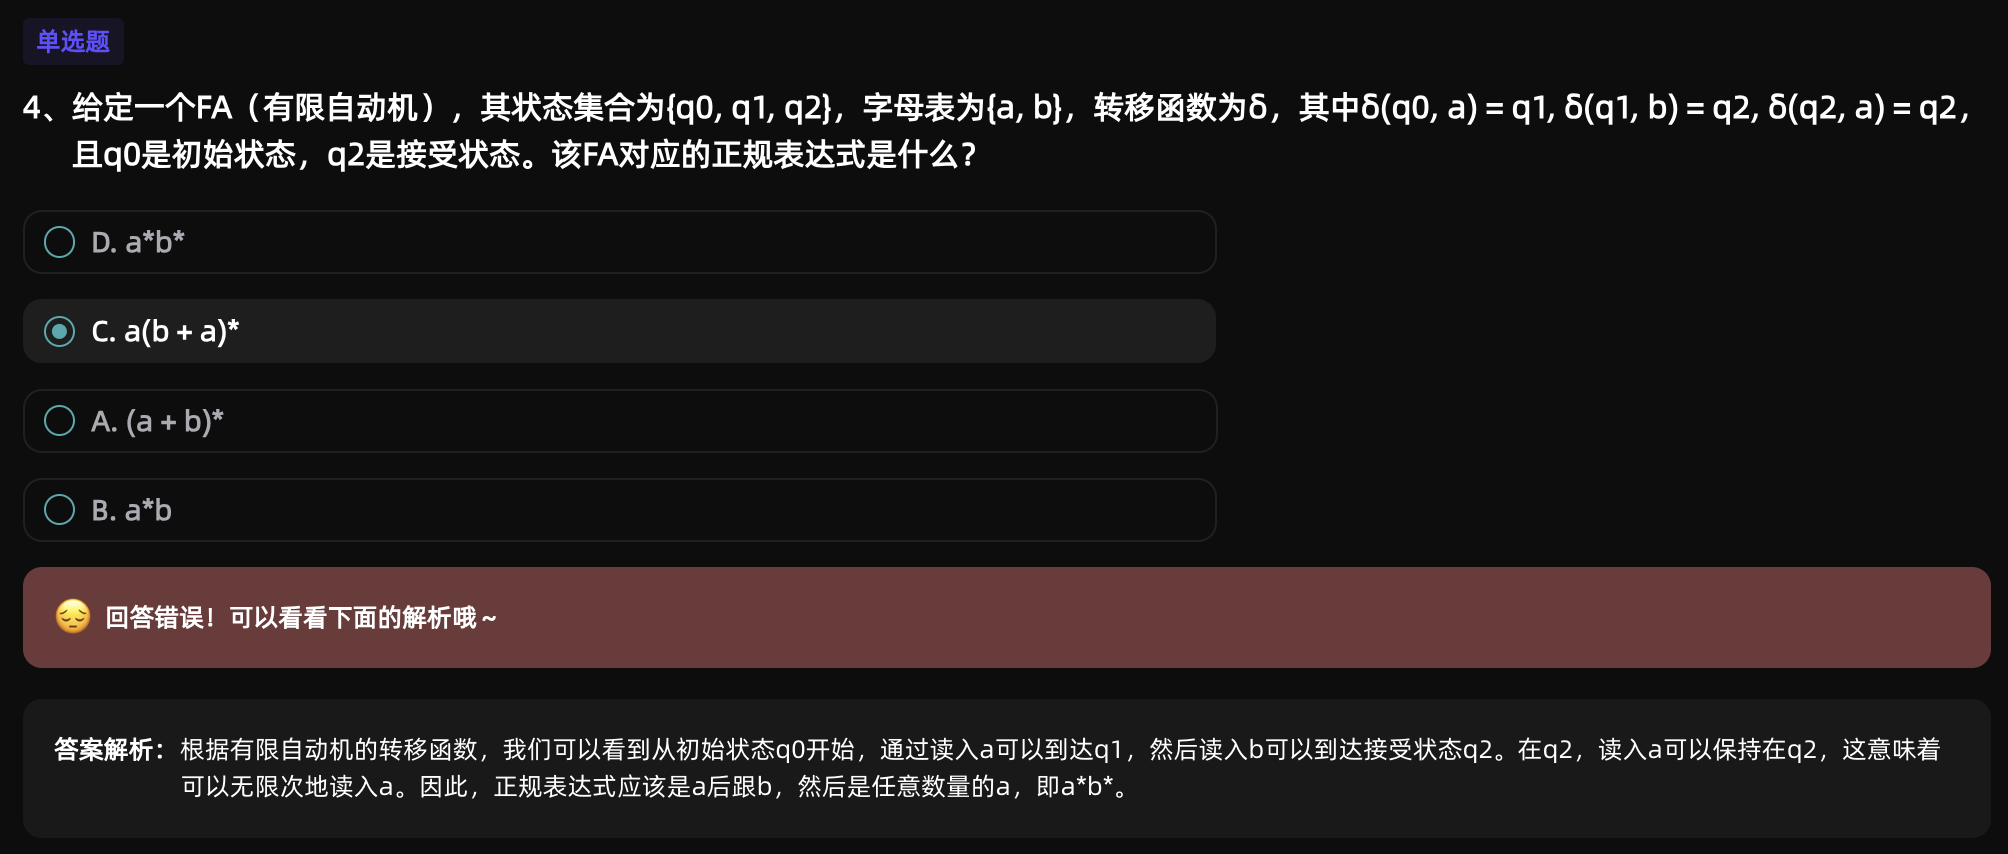 单选题
4、给定一个FA（有限自动机），其状态集合为{q0, q1, q2}，字母表为{a, b}，转移函数为δ，其中δ(q0, a) = q1, δ(q1, b) = q2, δ(q2, a) = q2，
且q0是初始状态，q2是接受状态。该FA对应的正规表达式是什么？
D. a*b*
C. a(b + a)*
A. (a + b)*
B. a*b
😔 回答错误！可以看看下面的解析哦～
答案解析：根据有限自动机的转移函数，我们可以看到从初始状态q0开始，通过读入a可以到达q1，然后读入b可以到达接受状态q2。在q2，读入a可以保持在q2，这意味着
可以无限次地读入a。因此，正规表达式应该是a后跟b，然后是任意数量的a，即a*b*。